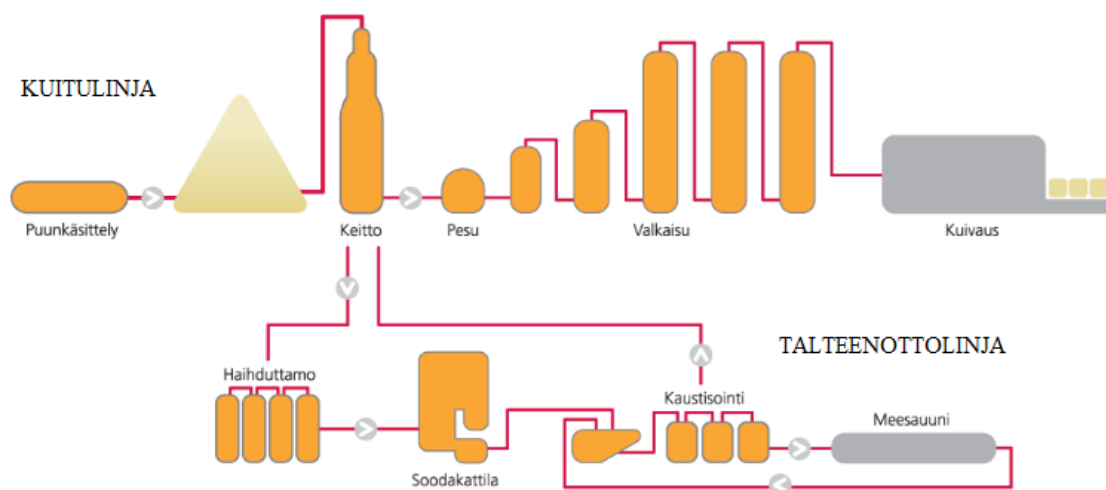 KUITULINJA
Puunkäsittely
Keitto
Pesu
Valkaisu
Kuivaus
TALTEENOTTOLINJA
Haihduttamo
Kaustisointi
Meesauuni
Soodakattila